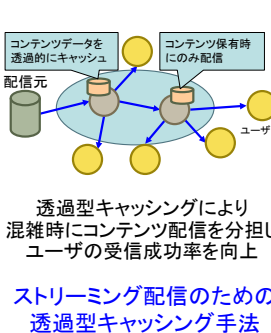 コンテンツデータを
透過的にキャッシュ
コンテンツ保有時
にのみ配信
配信元
ユーザ
透過型キャッシングにより
混雑時にコンテンツ配信を分担し
ユーザの受信成功率を向上
ストリーミング配信のための
透過型キャッシング手法